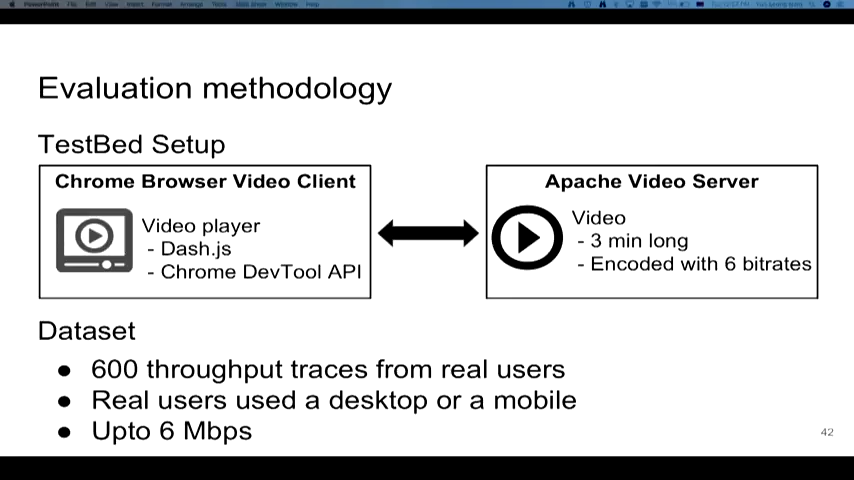 Evaluation methodology
TestBed Setup
Chrome Browser Video Client
Video player
- Dash.js
- Chrome DevTool API
Apache Video Server
Video
- 3 min long
- Encoded with 6 bitrates
Dataset
● 600 throughput traces from real users
● Real users used a desktop or a mobile
● Upto 6 Mbps
42